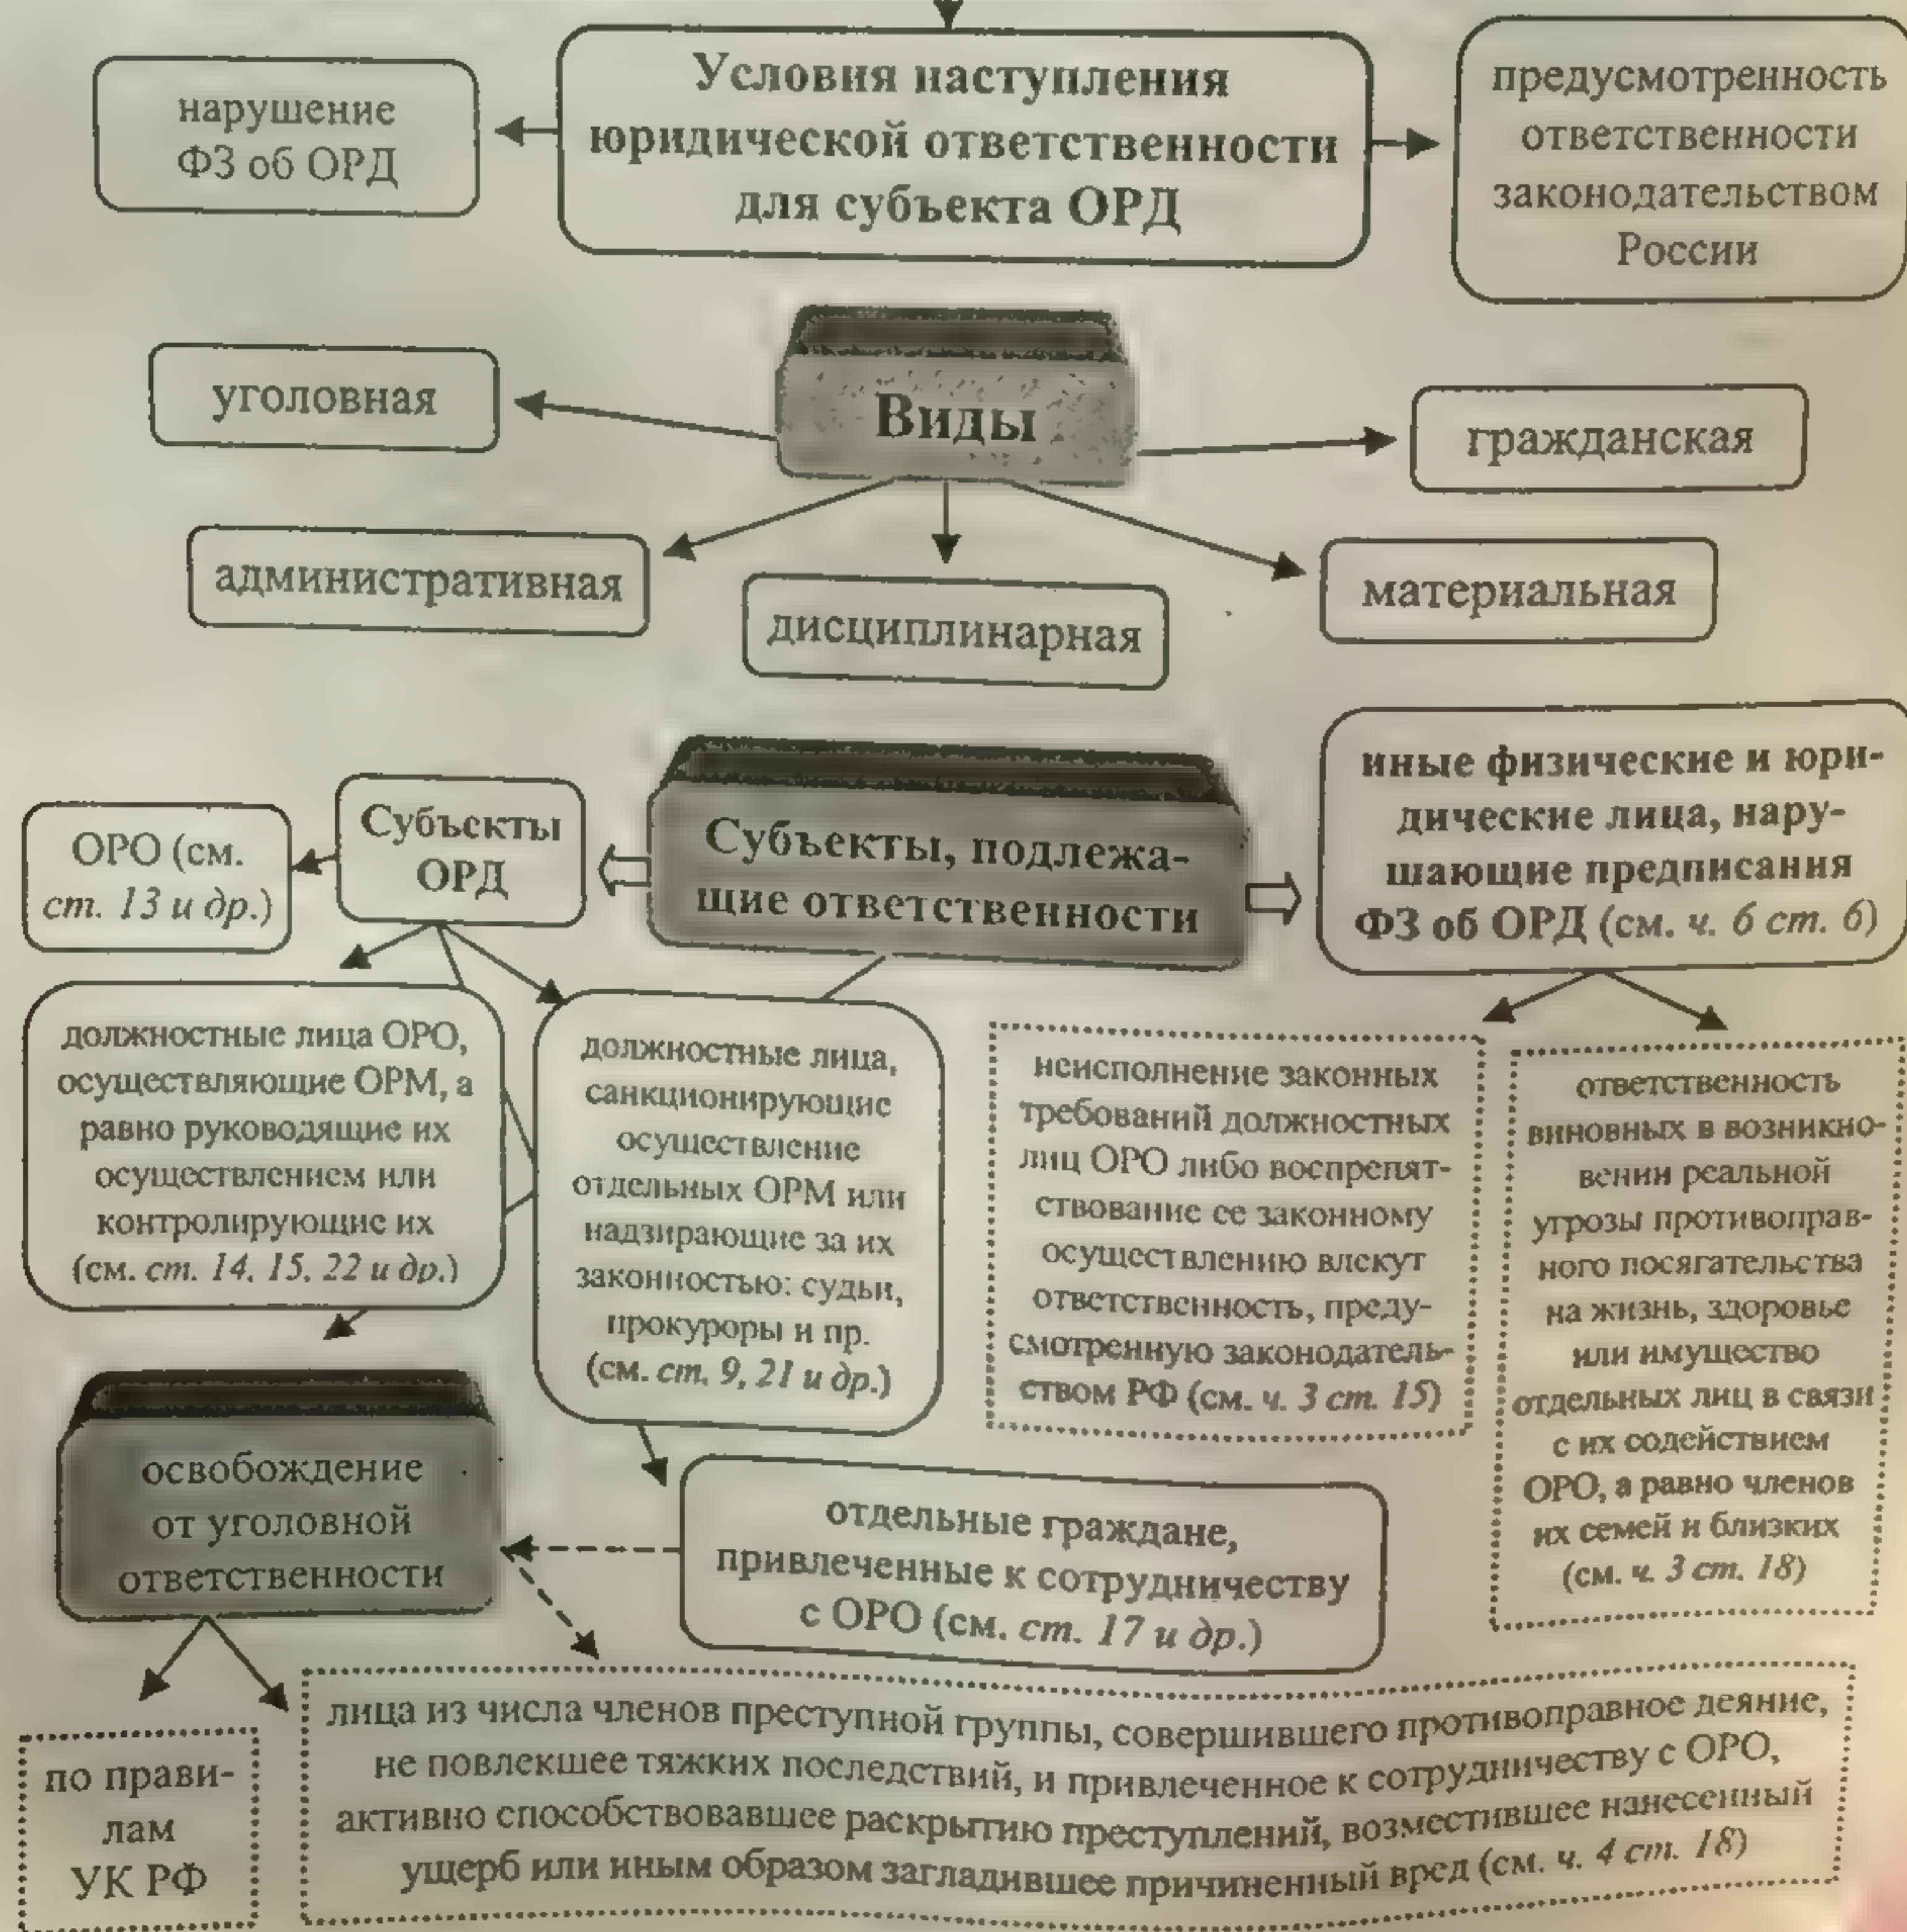 нарушение
ФЗ об ОРД
Условия наступления
юридической ответственности
для субъекта ОРД
предусмотренность
ответственности
законодательством
России
Виды
уголовная
гражданская
административная
дисциплинарная
материальная
Субъекты, подлежа-
щие ответственности
Субъекты
ОРД
ОРО (см.
ст. 13 и др.)
иные физические и юри-
дические лица, нару-
шающие предписания
ФЗ об ОРД (см. ч. 6 ст. 6)
должностные лица ОРО,
осуществляющие ОРМ, а
равно руководящие их
осуществлением или
контролирующие их
(см. ст. 14, 15, 22 и др.)
должностные лица,
санкционирующие
осуществление
отдельных ОРМ или
надзирающие за их
законностью: судьи,
прокуроры и пр.
(см. ст. 9, 21 и др.)
неисполнение законных
требований должностных
лиц ОРО либо воспрепят-
ствование ее законному
осуществлению влекут
ответственность, преду-
смотренную законодатель-
ством РФ (см. ч. 3 ст. 15)
ответственность
виновных в возникно-
вении реальной
угрозы противоправ-
ного посягательства
на жизнь, здоровье
или имущество
отдельных лиц в связи
с их содействием
ОРО, а равно членов
их семей и близких
(см. ч. 3 ст. 18)
освобождение
от уголовной
ответственности
отдельные граждане,
привлеченные к сотрудничеству
с ОРО (см. ст. 17 и др.)
по прави-
лам
УК РФ
лица из числа членов преступной группы, совершившего противоправное деяние,
не повлекшее тяжких последствий, и привлеченное к сотрудничеству с ОРО,
активно способствовавшее раскрытию преступлений, возместившее нанесенный
ущерб или иным образом загладившее причиненный вред (см. ч. 4 ст. 18)